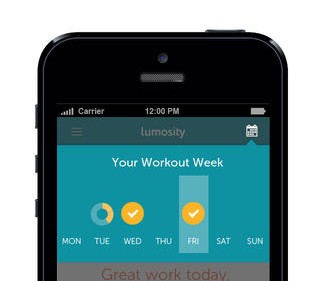 Carrier 12:00 PM
lumosity
Your Workout Week
MON TUE WED THU FRI SAT SUN
Great work today.